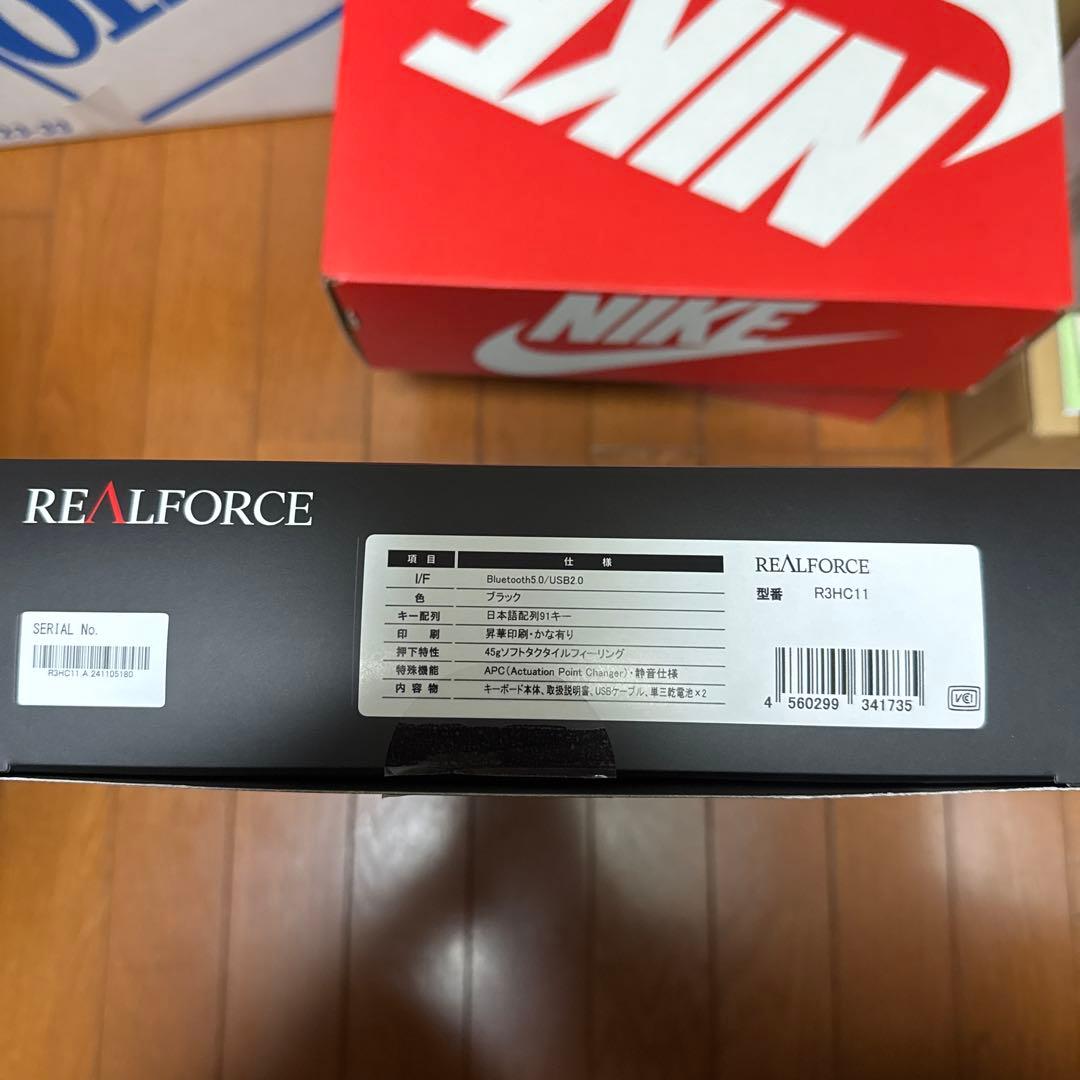 23-33
NIKE
NIKE
REALFORCE
SERIAL No.
R3HC11 A 241105180
項目 仕様
I/F Bluetooth5.0/USB2.0
色 ブラック
キー配列 日本語配列91キー
印刷 昇華印刷・かな有り
押下特性 45gソフトタクタイルフィーリング
特殊機能 APC(Actuation Point Changer)・静音仕様
内容物 キーボード本体、取扱説明書、USBケーブル、単三乾電池×2
REALFORCE
型番 R3HC11
4 560299 341735
VCI